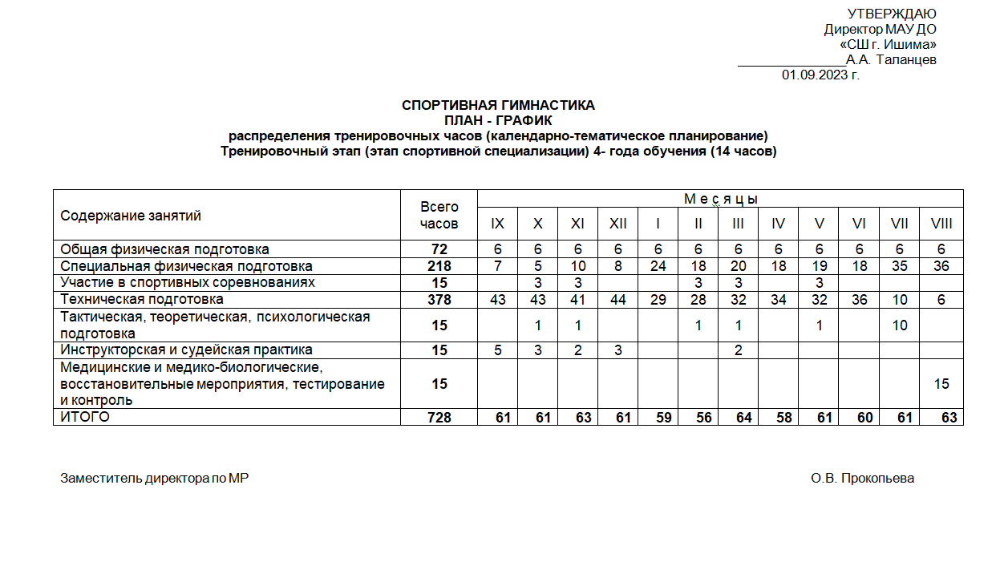 УТВЕРЖДАЮ
Директор МАУ ДО
«СШ г. Ишима»
_________________А.А. Таланцев
01.09.2023 г.
СПОРТИВНАЯ ГИМНАСТИКА
ПЛАН - ГРАФИК
распределения тренировочных часов (календарно-тематическое планирование)
Тренировочный этап (этап спортивной специализации) 4- года обучения (14 часов)
Содержание занятий Всего часов М е с я ц ы
IX X XI XII I II III IV V VI VII VIII
Общая физическая подготовка 72 6 6 6 6 6 6 6 6 6 6 6 6
Специальная физическая подготовка 218 7 5 10 8 24 18 20 18 19 18 35 36
Участие в спортивных соревнованиях 15 3 3 3 3 3
Техническая подготовка 378 43 43 41 44 29 28 32 34 32 36 10 6
Тактическая, теоретическая, психологическая
подготовка 15 1 1 1 1 1 10
Инструкторская и судейская практика 15 5 3 2 3 2
Медицинские и медико-биологические,
восстановительные мероприятия, тестирование
и контроль 15 15
ИТОГО 728 61 61 63 61 59 56 64 58 61 60 61 63
Заместитель директора по МР О.В. Прокопьева